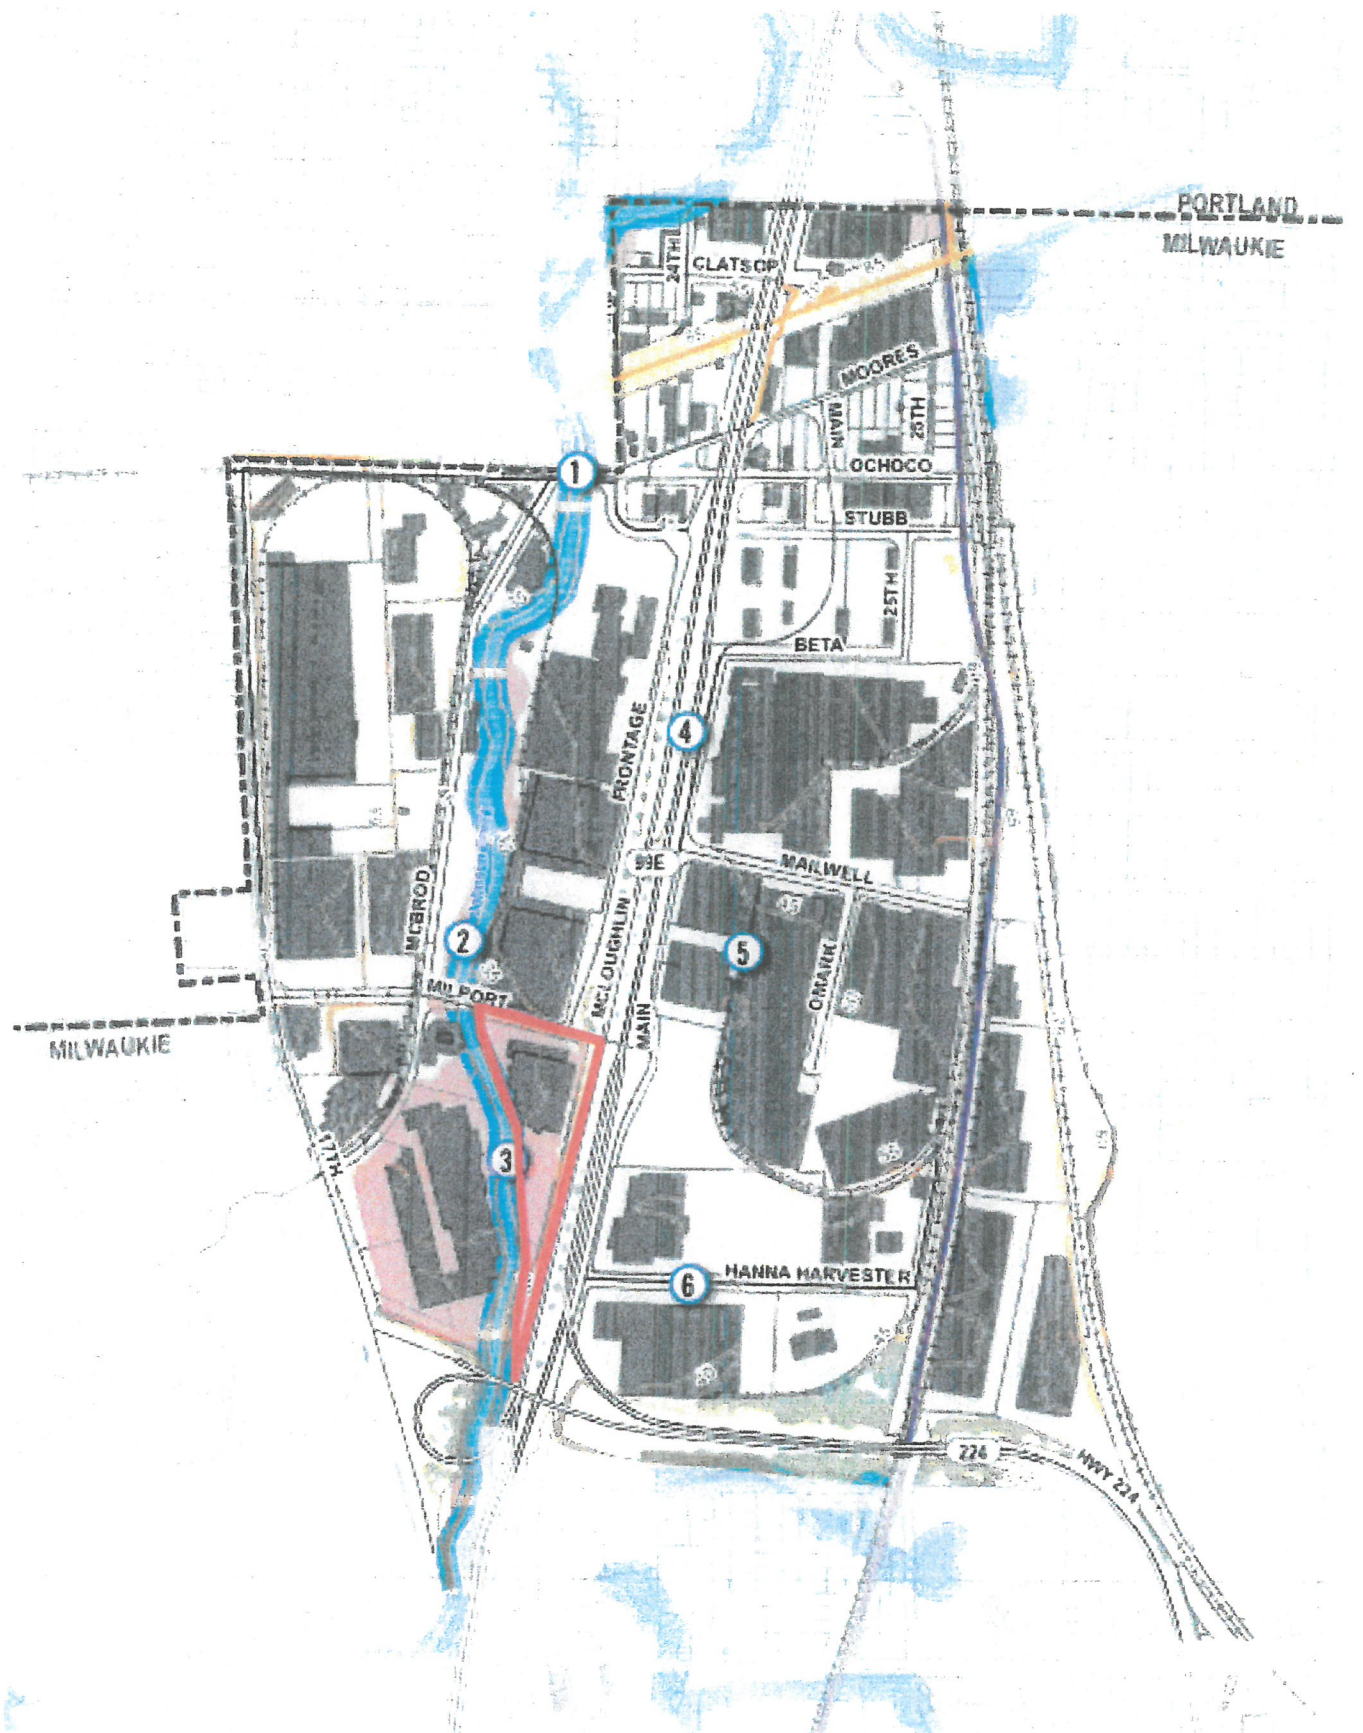 PORTLAND
MILWAUKIE
24TH
CLATSOP
MOORES
MAIN
25TH
OCHOCO
1
STUBB
25TH
BETA
FRONTAGE
4
99E
MAILWELL
MCBROD
2
MCLOUGHLIN
5
OMARK
MILPORT
MAIN
MILWAUKIE
17TH
3
HANNA HARVESTER
6
224
HWY 224